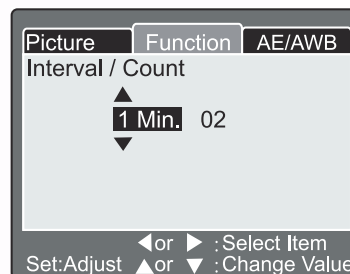 Picture Function AE/AWB
Interval / Count
1 Min. 02
or :Select Item
Set:Adjust or :Change Value